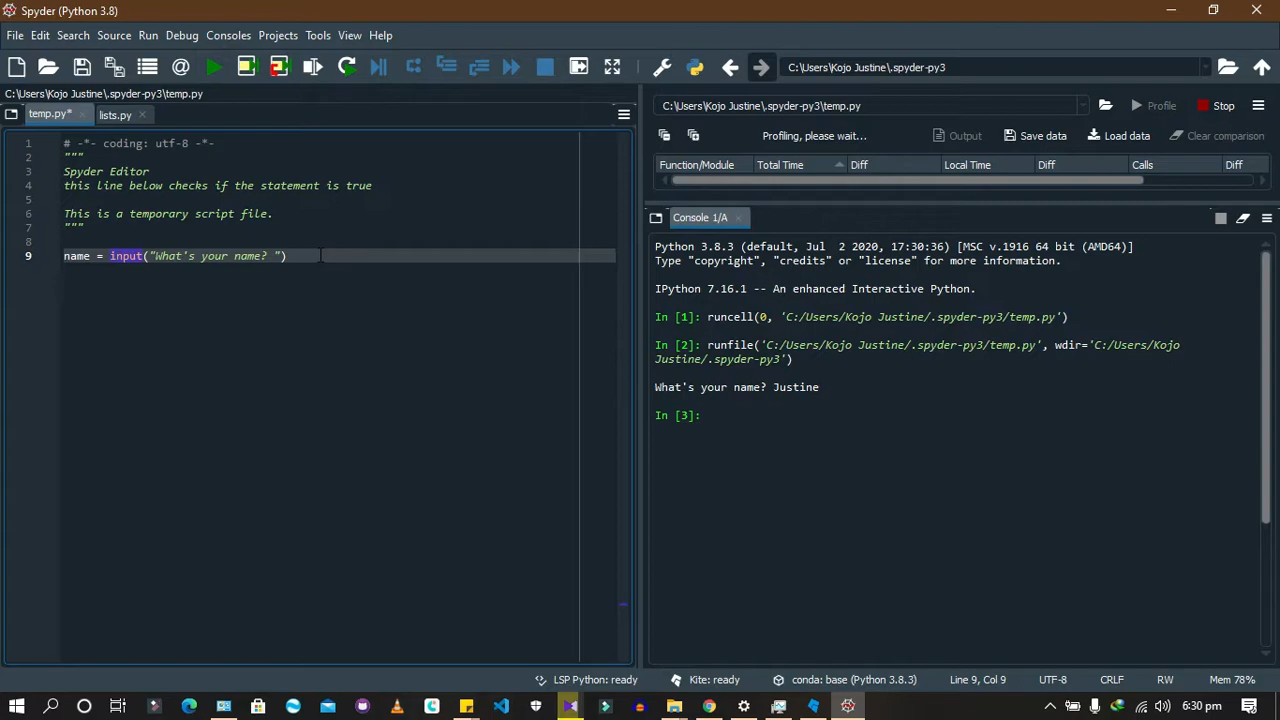 Spyder (Python 3.8)
File Edit Search Source Run Debug Consoles Projects Tools View Help
C:\Users\Kojo Justine\.spyder-py3
C:\Users\Kojo Justine\.spyder-py3\temp.py
temp.py* lists.py
1 # -*- coding: utf-8 -*-
2 """
3 Spyder Editor
4 this line below checks if the statement is true
5
6 This is a temporary script file.
7 """
8
9 name = input("What's your name? ")
C:\Users\Kojo Justine\.spyder-py3\temp.py Profile Stop
Profiling, please wait... Output Save data Load data Clear comparison
Function/Module Total Time Diff Local Time Diff Calls Diff
Console 1/A
Python 3.8.3 (default, Jul 2 2020, 17:30:36) [MSC v.1916 64 bit (AMD64)]
Type "copyright", "credits" or "license" for more information.
IPython 7.16.1 -- An enhanced Interactive Python.
In [1]: runcell(0, 'C:/Users/Kojo Justine/.spyder-py3/temp.py')
In [2]: runfile('C:/Users/Kojo Justine/.spyder-py3/temp.py', wdir='C:/Users/Kojo
Justine/.spyder-py3')
What's your name? Justine
In [3]:
LSP Python: ready Kite: ready conda: base (Python 3.8.3) Line 9, Col 9 UTF-8 CRLF RW Mem 78%
6:30 pm